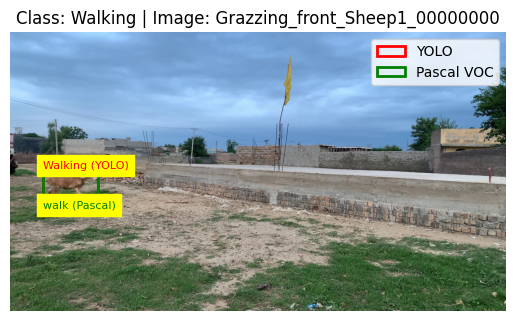 Class: Walking | Image: Grazzing_front_Sheep1_00000000
YOLO
Pascal VOC
Walking (YOLO)
walk (Pascal)